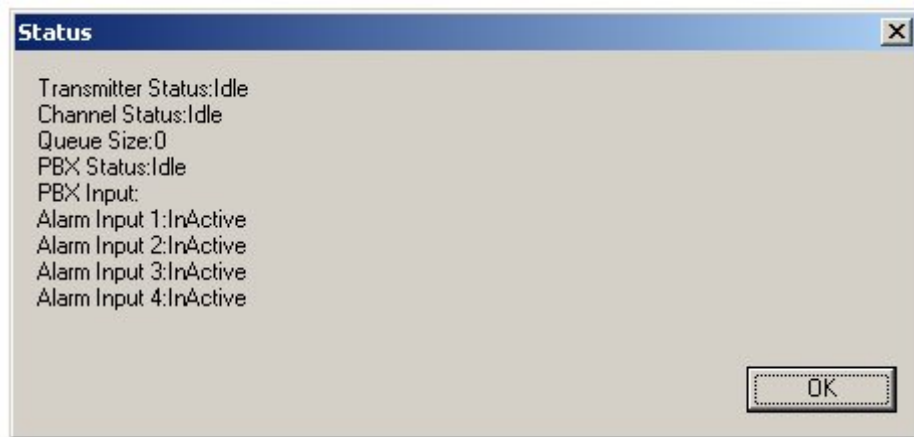 Status
Transmitter Status:Idle
Channel Status:Idle
Queue Size:0
PBX Status:Idle
PBX Input:
Alarm Input 1:InActive
Alarm Input 2:InActive
Alarm Input 3:InActive
Alarm Input 4:InActive
OK